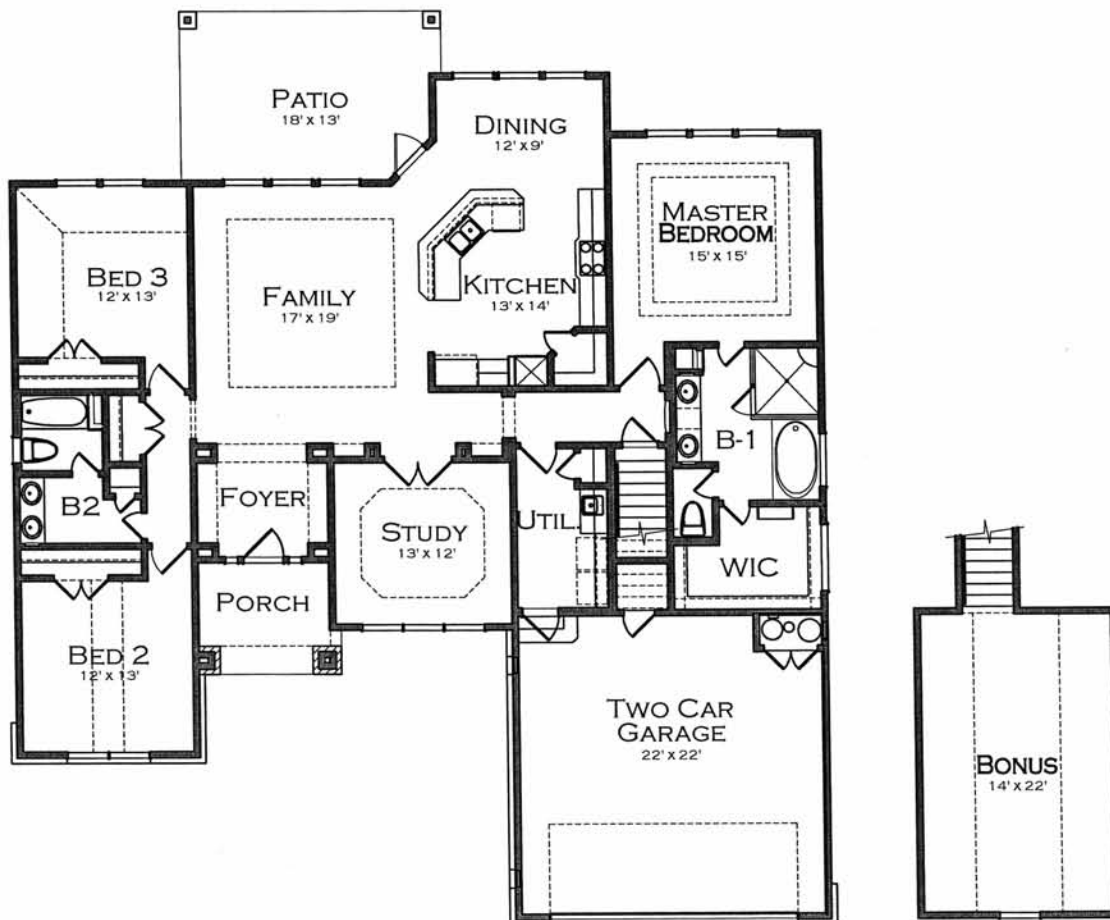 PATIO
18' X 13'
DINING
12' X 9'
MASTER
BEDROOM
15' X 15'
BED 3
12' X 13'
FAMILY
17' X 19'
KITCHEN
13' X 14'
B-1
B2
FOYER
STUDY
13' X 12'
UTIL.
WIC
PORCH
BED 2
12' X 13'
TWO CAR
GARAGE
22' X 22'
BONUS
14' X 22'